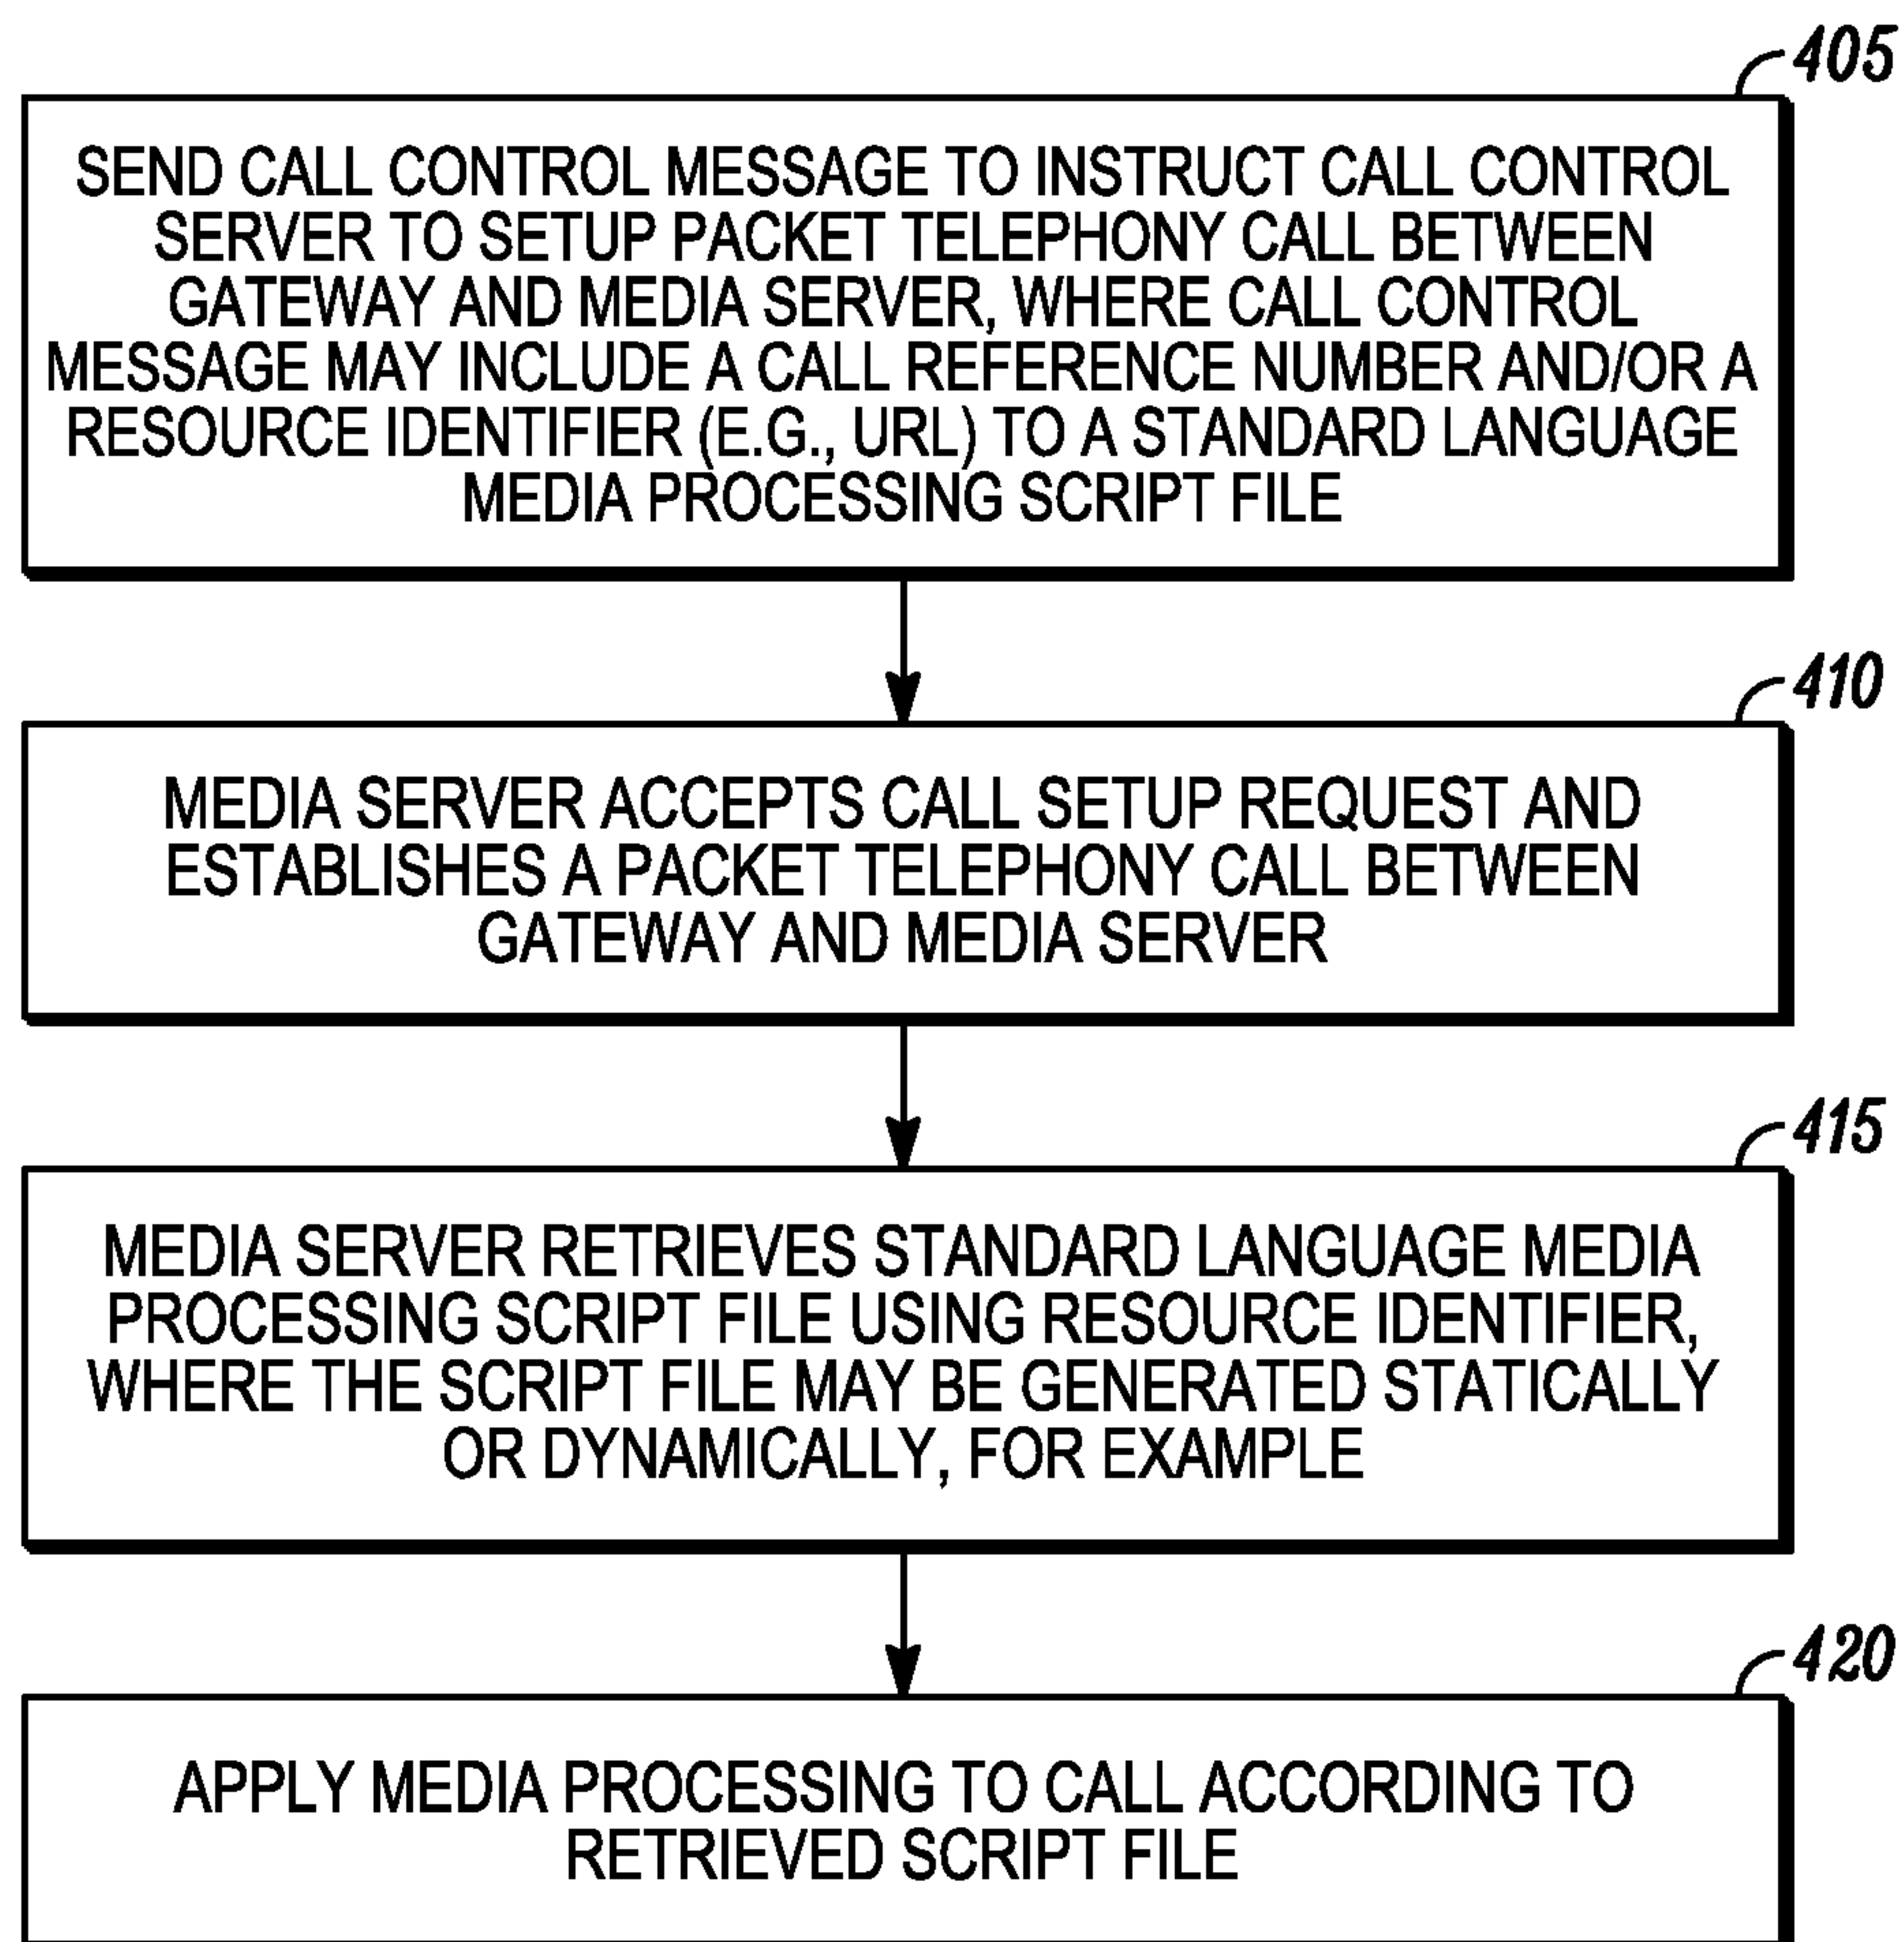 405
SEND CALL CONTROL MESSAGE TO INSTRUCT CALL CONTROL
SERVER TO SETUP PACKET TELEPHONY CALL BETWEEN
GATEWAY AND MEDIA SERVER, WHERE CALL CONTROL
MESSAGE MAY INCLUDE A CALL REFERENCE NUMBER AND/OR A
RESOURCE IDENTIFIER (E.G., URL) TO A STANDARD LANGUAGE
MEDIA PROCESSING SCRIPT FILE
410
MEDIA SERVER ACCEPTS CALL SETUP REQUEST AND
ESTABLISHES A PACKET TELEPHONY CALL BETWEEN
GATEWAY AND MEDIA SERVER
415
MEDIA SERVER RETRIEVES STANDARD LANGUAGE MEDIA
PROCESSING SCRIPT FILE USING RESOURCE IDENTIFIER,
WHERE THE SCRIPT FILE MAY BE GENERATED STATICALLY
OR DYNAMICALLY, FOR EXAMPLE
420
APPLY MEDIA PROCESSING TO CALL ACCORDING TO
RETRIEVED SCRIPT FILE